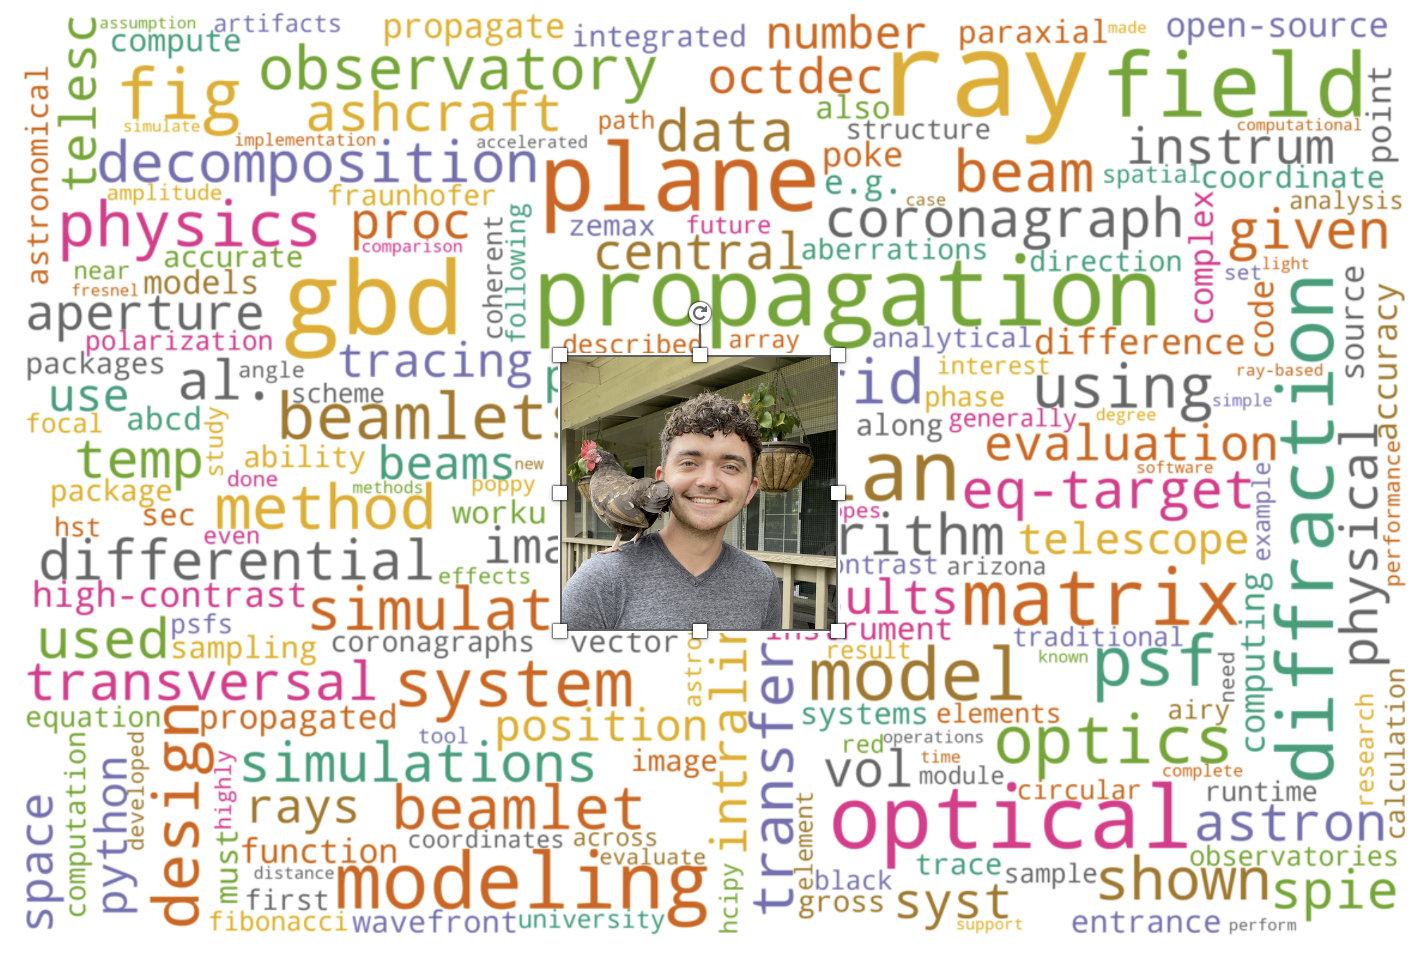 assumption
artifacts
propagate
integrated
number
paraxial
made
open-source
telesc
compute
observatory
octdec
ray
field
astronomical
fig
ashcraft
also
point
simulate
path
data
structure
computational
implementation
accelerated
instrum
decomposition
plane
poke
beam
spatial
coordinate
amplitude
fraunhofer
e.g.
case
analysis
physics
proc
coherent
following
zemax
future
coronagraph
complex
given
comparison
central
aberrations
near
accurate
direction
set
light
fresnel
models
gbd
propagation
code
source
accuracy
aperture
diffraction
polarization
tracing
described
array
analytical
difference
packages
al.
angle
rid
interest
ray-based
use
scheme
phase
using
simple
focal
abcd
study
beamlets
along
generally
degree
temp
ability
beams
new
evaluation
software
package
done
methods
poppy
an
eq-target
example
physical
performance
hst
sec
method
worku
opes
even
ima
rithm
telescope
differential
effects
ontrast
arizona
high-contrast
simulat
ults
matrix
computing
used
psfs
instrument
traditional
sampling
coronagraphs
vector
astro
intralin
transfer
result
known
psf
need
transversal
system
model
calculation
equation
propagated
position
systems
elements
airy
research
computation
developed
design
highly
tool
red
operations
optics
python
simulations
image
vol
module
time
complete
space
rays
beamlet
circular
runtime
must
function
coordinates
across
element
optical
astron
distance
modeling
evaluate
trace
observatories
first
hcipy
black
sample
shown
spie
gross
syst
fibonacci
wavefront
university
support
entrance
perform